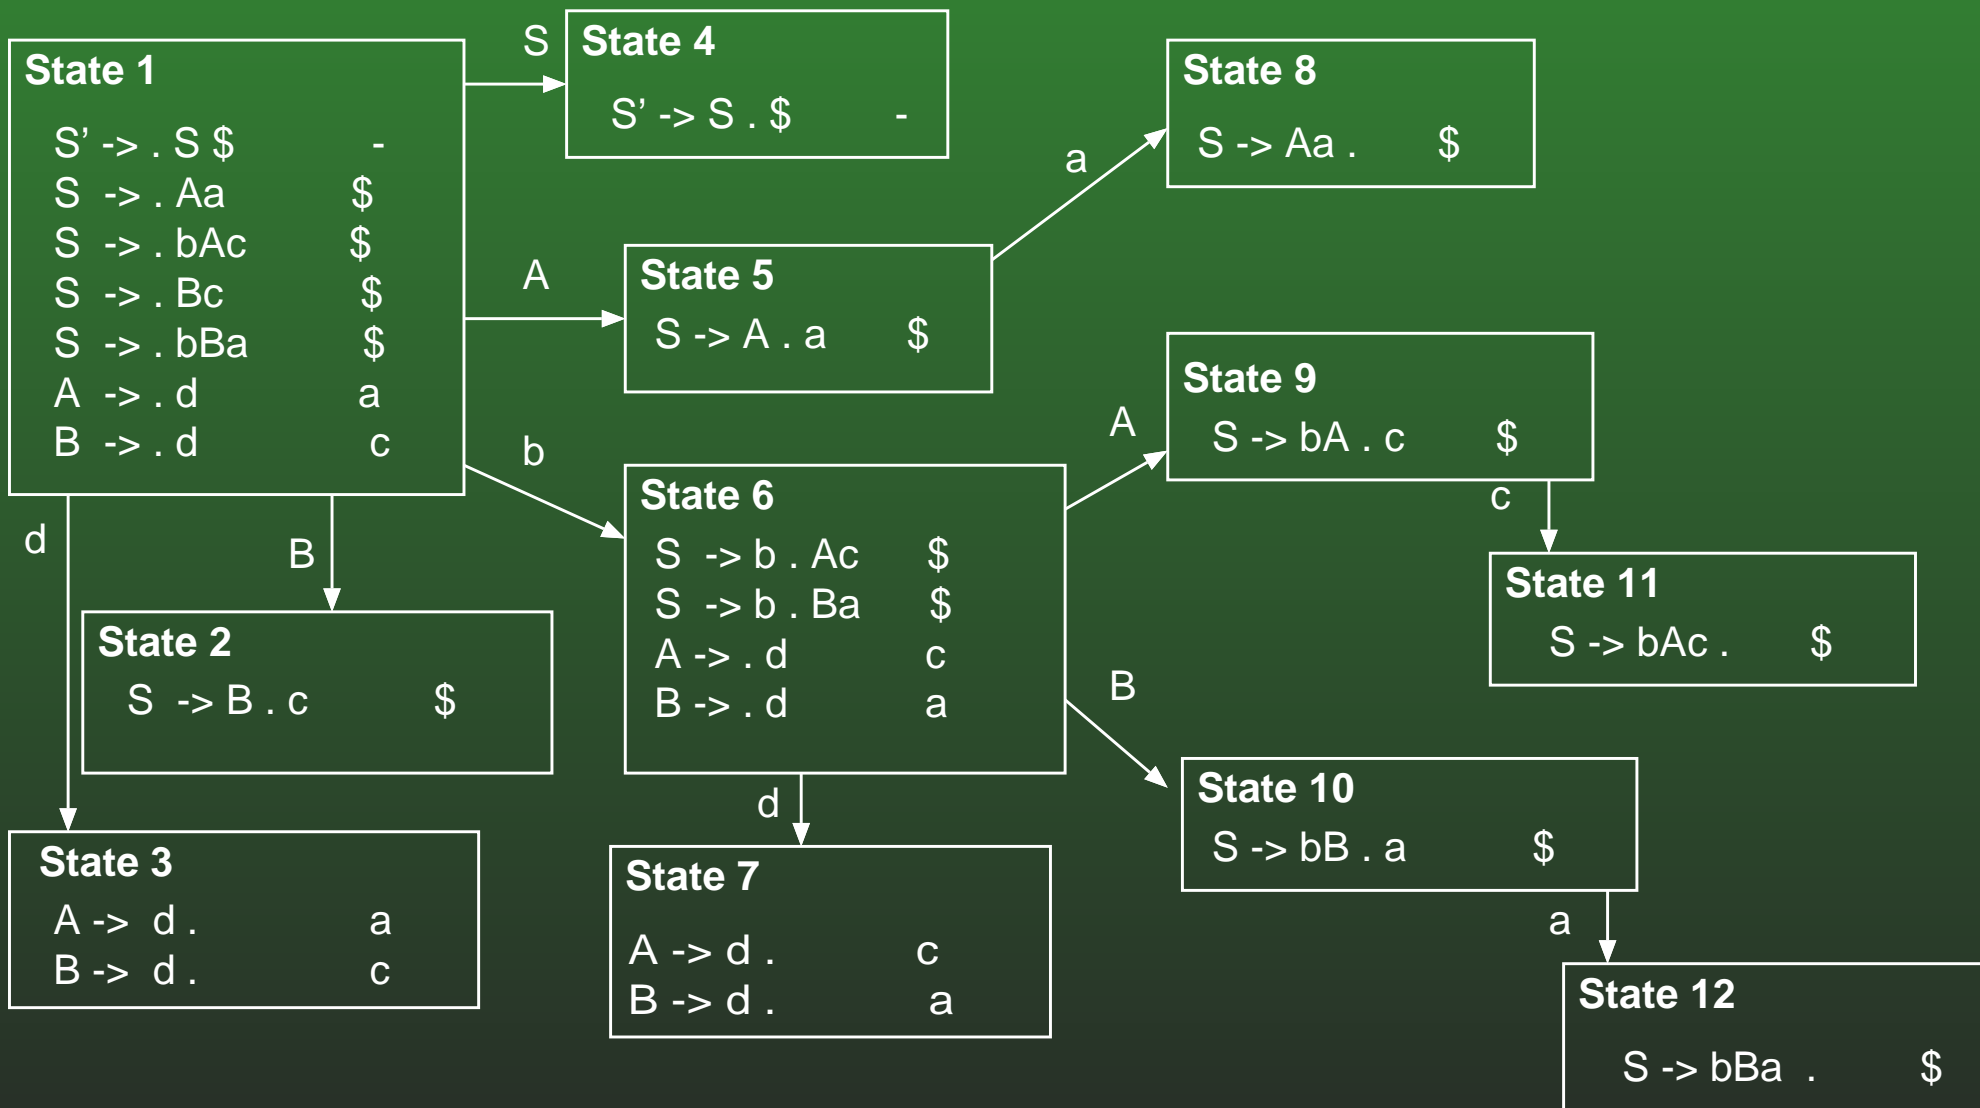 State 1
S’ -> . S $ -
S -> . Aa $
S -> . bAc $
S -> . Bc $
S -> . bBa $
A -> . d a
B -> . d c
S
State 4
S’ -> S . $ -
A
State 5
S -> A . a $
a
State 8
S -> Aa . $
b
State 6
S -> b . Ac $
S -> b . Ba $
A -> . d c
B -> . d a
A
State 9
S -> bA . c $
c
State 11
S -> bAc . $
B
State 10
S -> bB . a $
a
State 12
S -> bBa . $
d
B
State 2
S -> B . c $
State 3
A -> d . a
B -> d . c
d
State 7
A -> d . c
B -> d . a